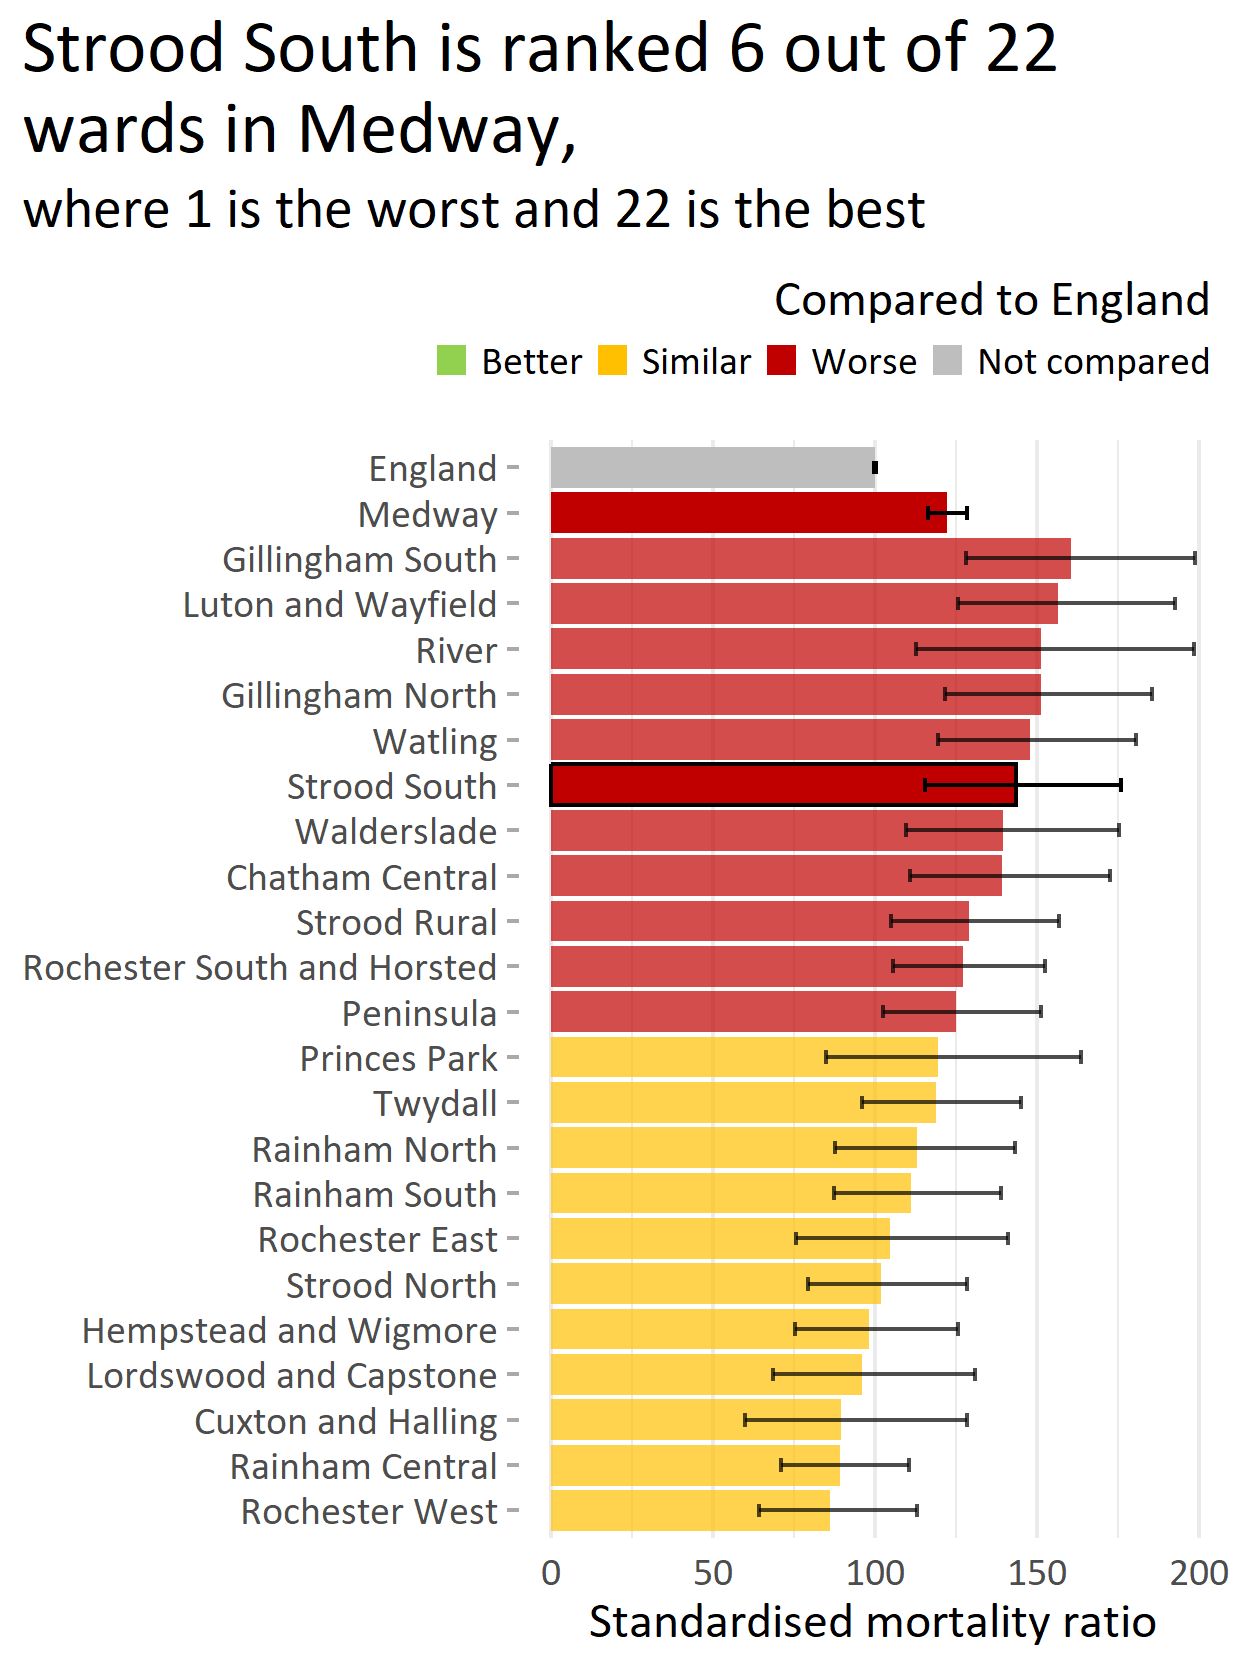 Strood South is ranked 6 out of 22
wards in Medway,
where 1 is the worst and 22 is the best
Compared to England
Better Similar Worse Not compared
England
Medway
Gillingham South
Luton and Wayfield
River
Gillingham North
Watling
Strood South
Walderslade
Chatham Central
Strood Rural
Rochester South and Horsted
Peninsula
Princes Park
Twydall
Rainham North
Rainham South
Rochester East
Strood North
Hempstead and Wigmore
Lordswood and Capstone
Cuxton and Halling
Rainham Central
Rochester West
0 50 100 150 200
Standardised mortality ratio